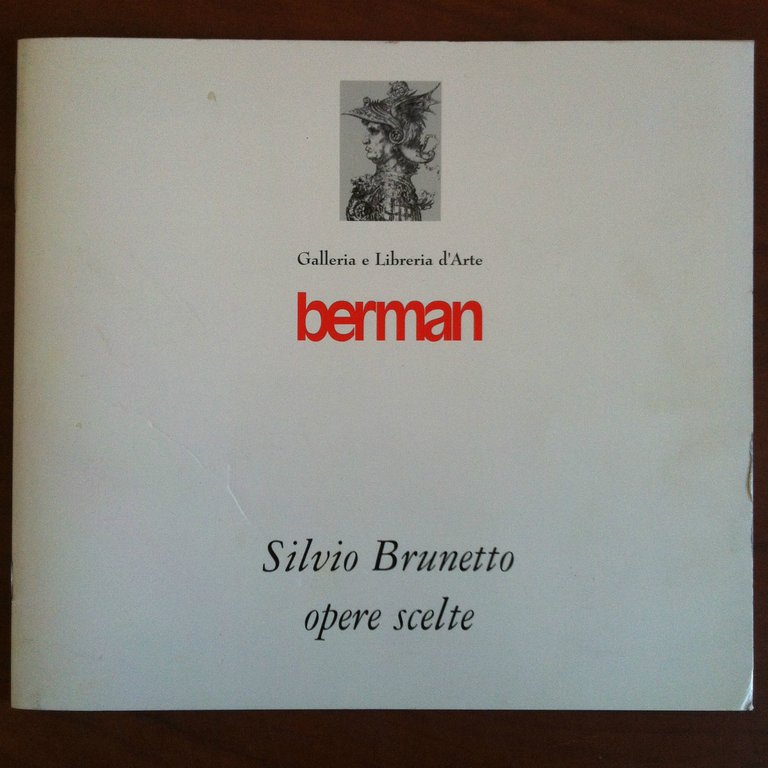 Galleria e Libreria d'Arte
berman
Silvio Brunetto
opere scelte